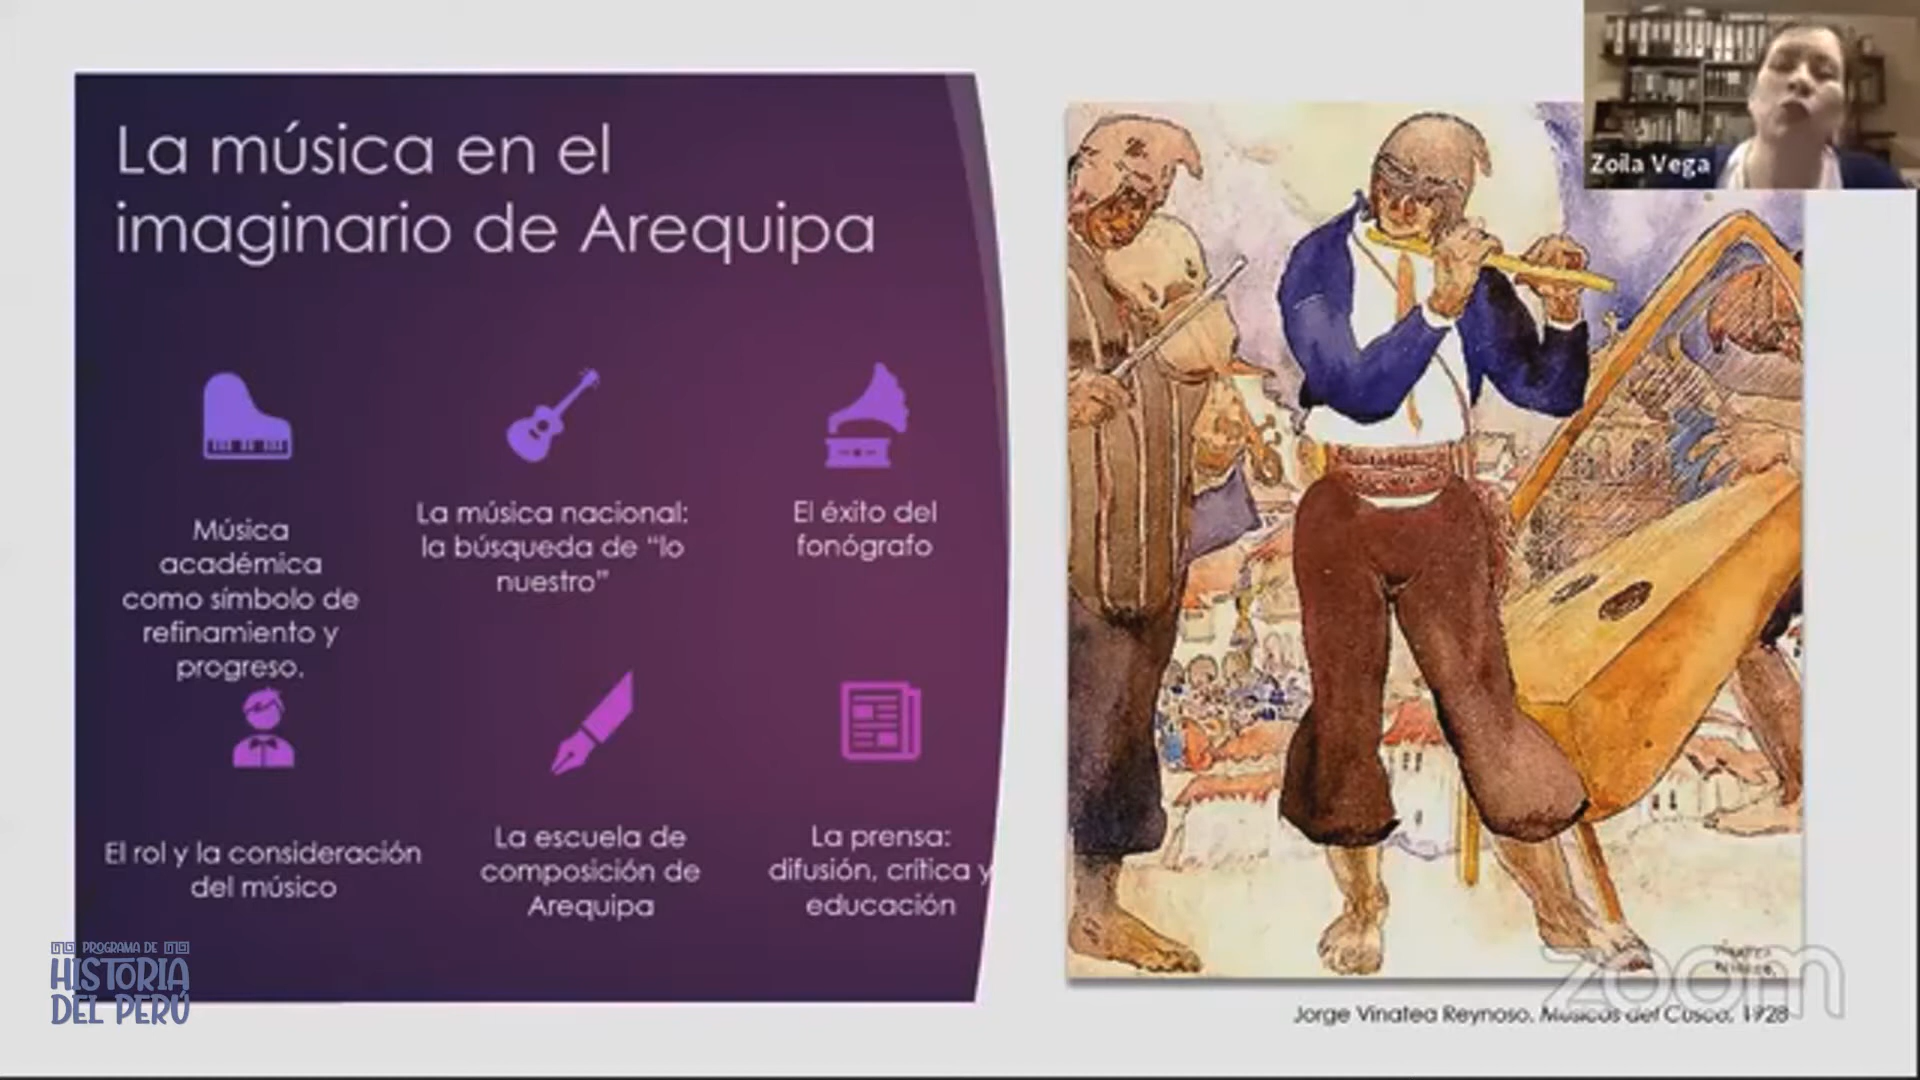 La música en el
imaginario de Arequipa
Zoila Vega
Música
académica
como símbolo de
refinamiento y
progreso.
La música nacional:
la búsqueda de “lo
nuestro”
El éxito del
fonógrafo
El rol y la consideración
del músico
La escuela de
composición de
Arequipa
La prensa:
difusión, crítica y
educación
PROGRAMA DE
HISTORIA
DEL PERÚ
zoom
Jorge Vinatea Reynoso. Músicos del Cusco, 1928